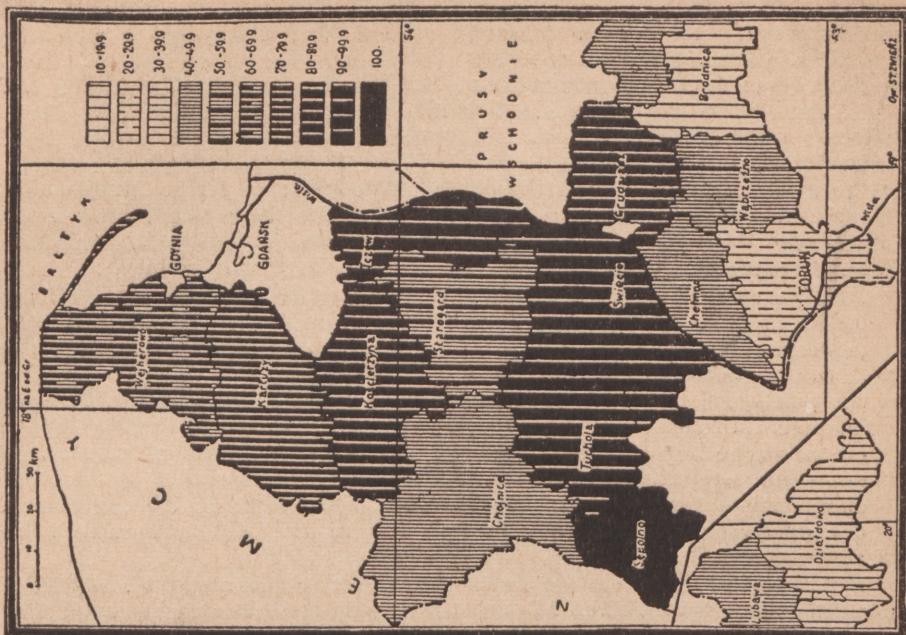 10.-19.9
20-29.9
30.-39.9
40-49.9
50.-59.9
60-69.9
70-79.9
80-89.9
90-99.9
100.
18° na E od Gr
30 km
20
10
0
BAŁTYK
GDYNIA
GDAŃSK
54°
PRUSY
WSCHODNIE
Wisła
19°
53°
Wejherowo
Kartuzy
Kościerzyna
Tczew
Starogard
Chojnice
Tuchola
Świecie
Grudziądz
Chełmno
Wąbrzeźno
Brodnica
TORUŃ
Wisła
Lubawa
Działdowo
20°
N I E M C Y